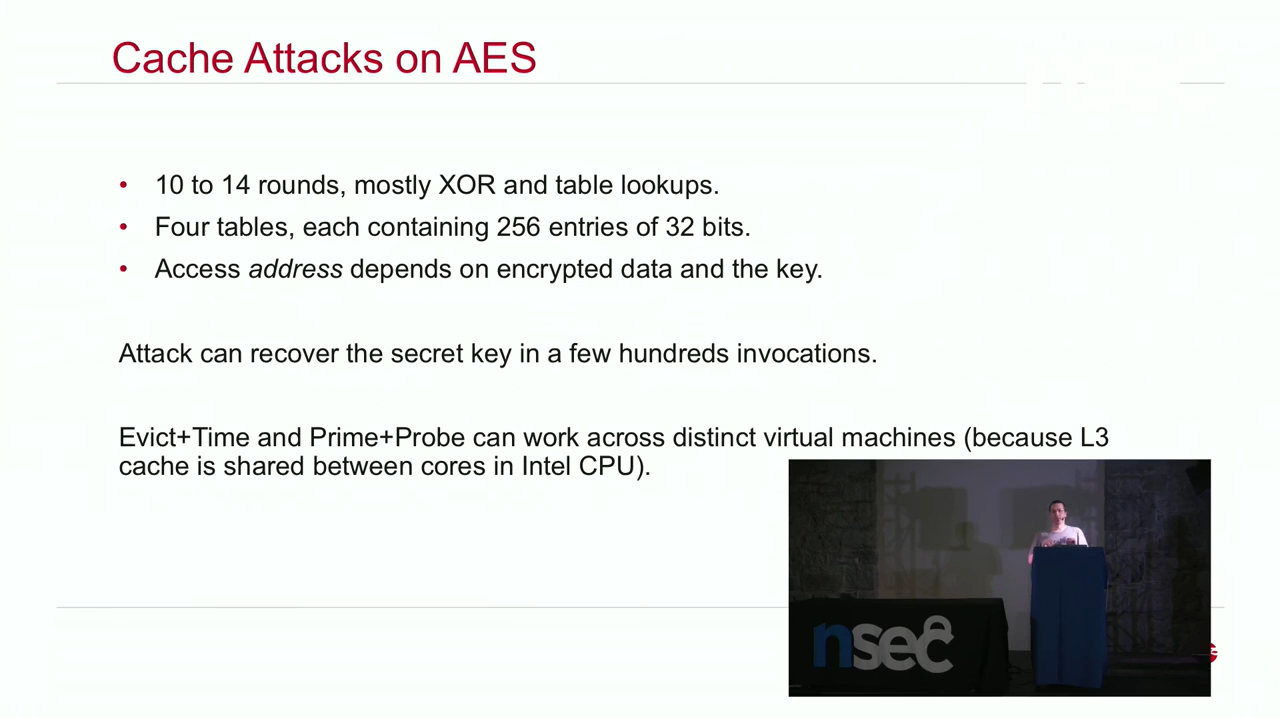 Cache Attacks on AES
• 10 to 14 rounds, mostly XOR and table lookups.
• Four tables, each containing 256 entries of 32 bits.
• Access address depends on encrypted data and the key.
Attack can recover the secret key in a few hundreds invocations.
Evict+Time and Prime+Probe can work across distinct virtual machines (because L3
cache is shared between cores in Intel CPU).
nsec